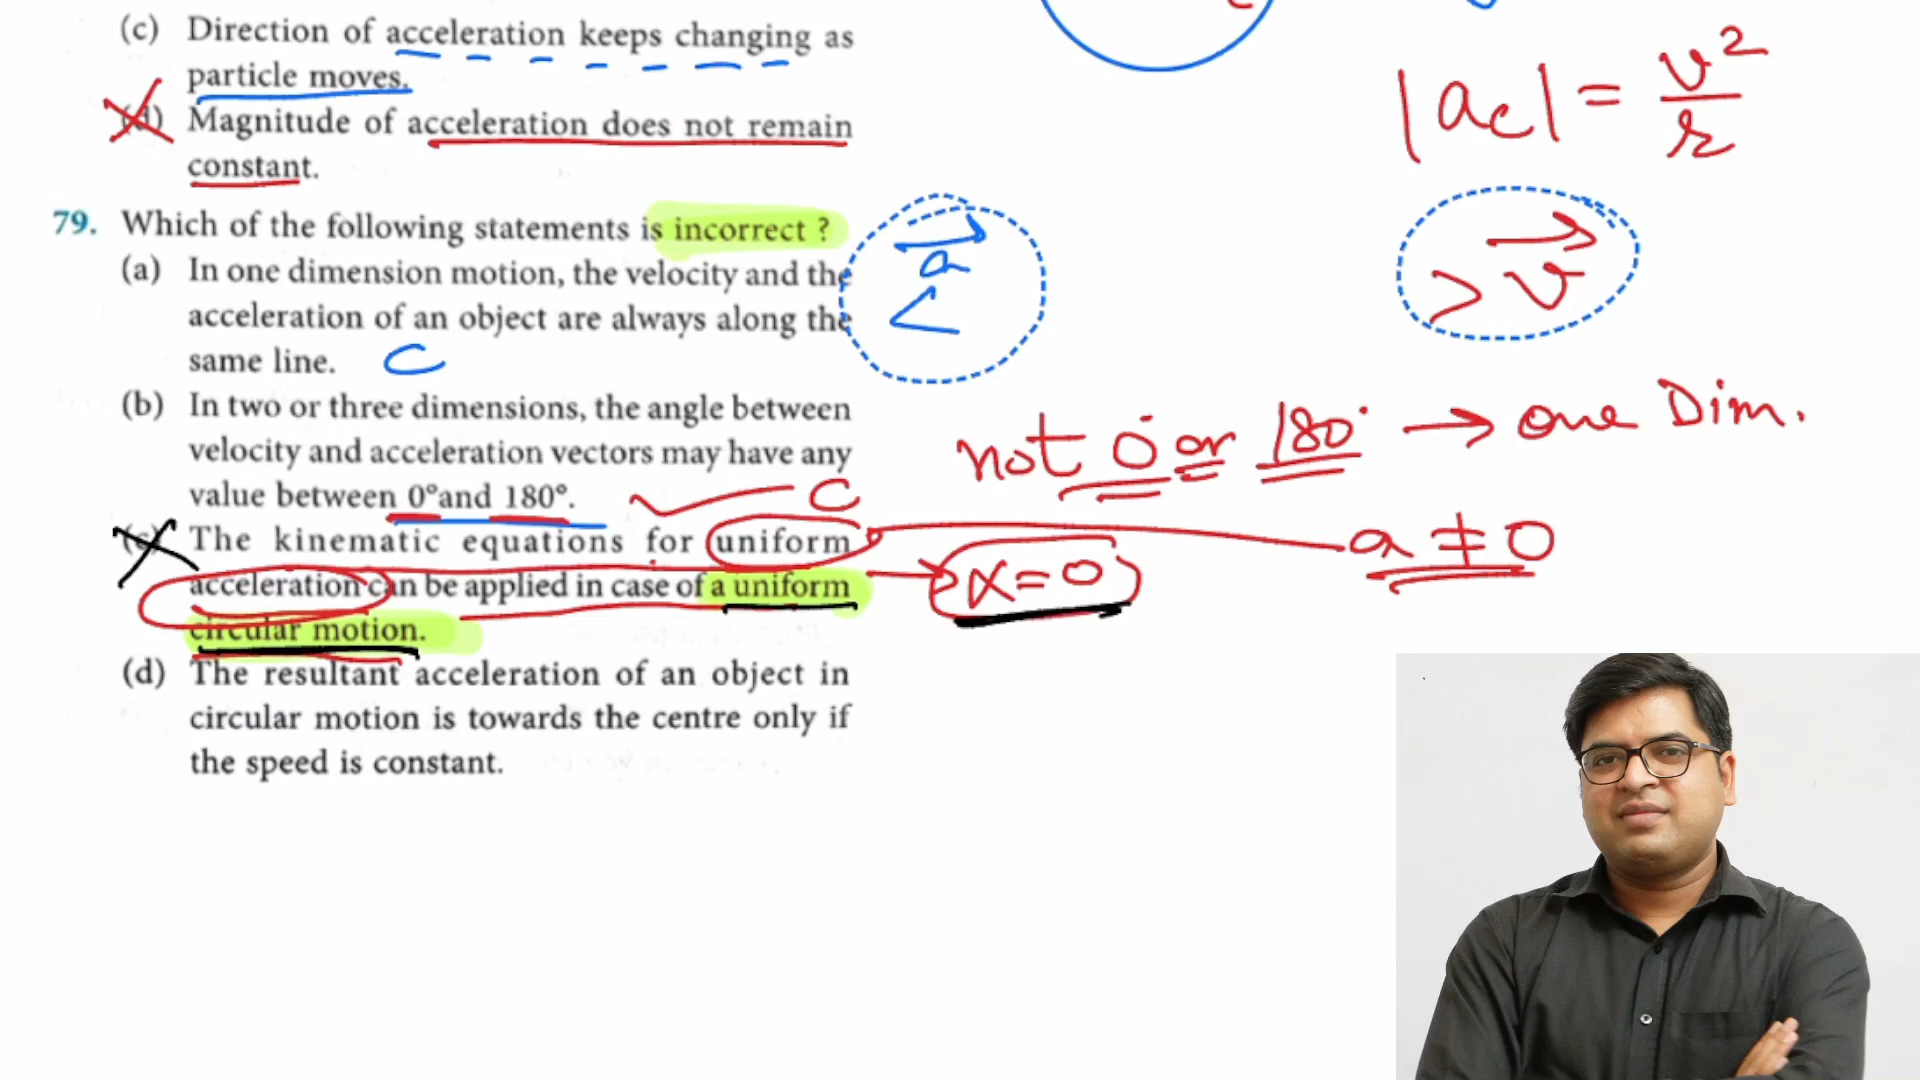 (c) Direction of acceleration keeps changing as
particle moves.
(d) Magnitude of acceleration does not remain
constant.
|ac| = v²/r
79. Which of the following statements is incorrect ?
(a) In one dimension motion, the velocity and the
acceleration of an object are always along the
same line. C
a
<
> v
(b) In two or three dimensions, the angle between
velocity and acceleration vectors may have any
value between 0°and 180°. C
not 0 or 180° → one Dim.
(c) The kinematic equations for uniform
acceleration can be applied in case of a uniform
circular motion.
α = 0
a ≠ 0
(d) The resultant acceleration of an object in
circular motion is towards the centre only if
the speed is constant.